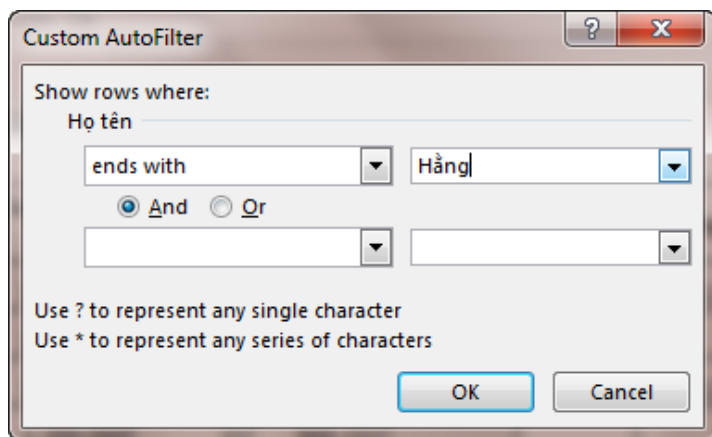 Custom AutoFilter
Show rows where:
Họ tên
ends with Hằng
And Or
Use ? to represent any single character
Use * to represent any series of characters
OK Cancel